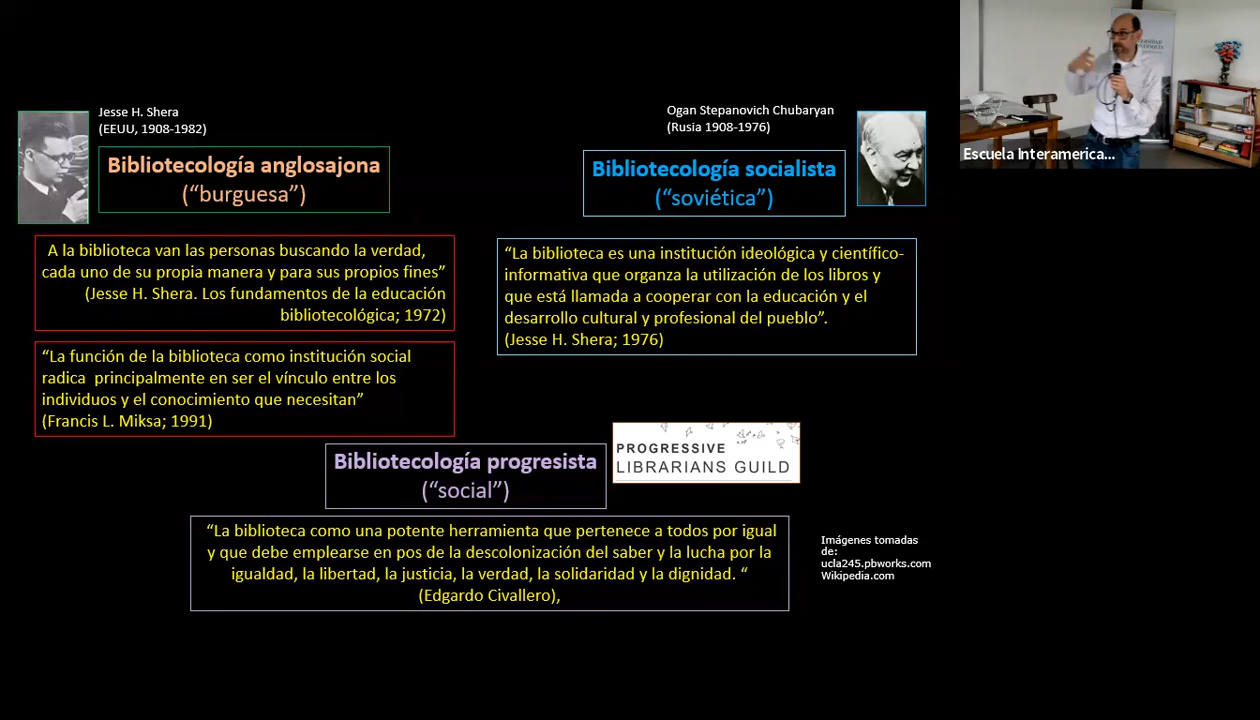 Jesse H. Shera
(EEUU, 1908-1982)
Bibliotecología anglosajona
(“burguesa”)
A la biblioteca van las personas buscando la verdad,
cada uno de su propia manera y para sus propios fines”
(Jesse H. Shera. Los fundamentos de la educación
bibliotecológica; 1972)
“La función de la biblioteca como institución social
radica principalmente en ser el vínculo entre los
individuos y el conocimiento que necesitan”
(Francis L. Miksa; 1991)
Ogan Stepanovich Chubaryan
(Rusia 1908-1976)
Bibliotecología socialista
(“soviética”)
“La biblioteca es una institución ideológica y científico-
informativa que organza la utilización de los libros y
que está llamada a cooperar con la educación y el
desarrollo cultural y profesional del pueblo”.
(Jesse H. Shera; 1976)
Bibliotecología progresista
(“social”)
PROGRESSIVE
LIBRARIANS GUILD
“La biblioteca como una potente herramienta que pertenece a todos por igual
y que debe emplearse en pos de la descolonización del saber y la lucha por la
igualdad, la libertad, la justicia, la verdad, la solidaridad y la dignidad. “
(Edgardo Civallero),
Imágenes tomadas
de:
ucla245.pbworks.com
Wikipedia.com
Escuela Interamerica...